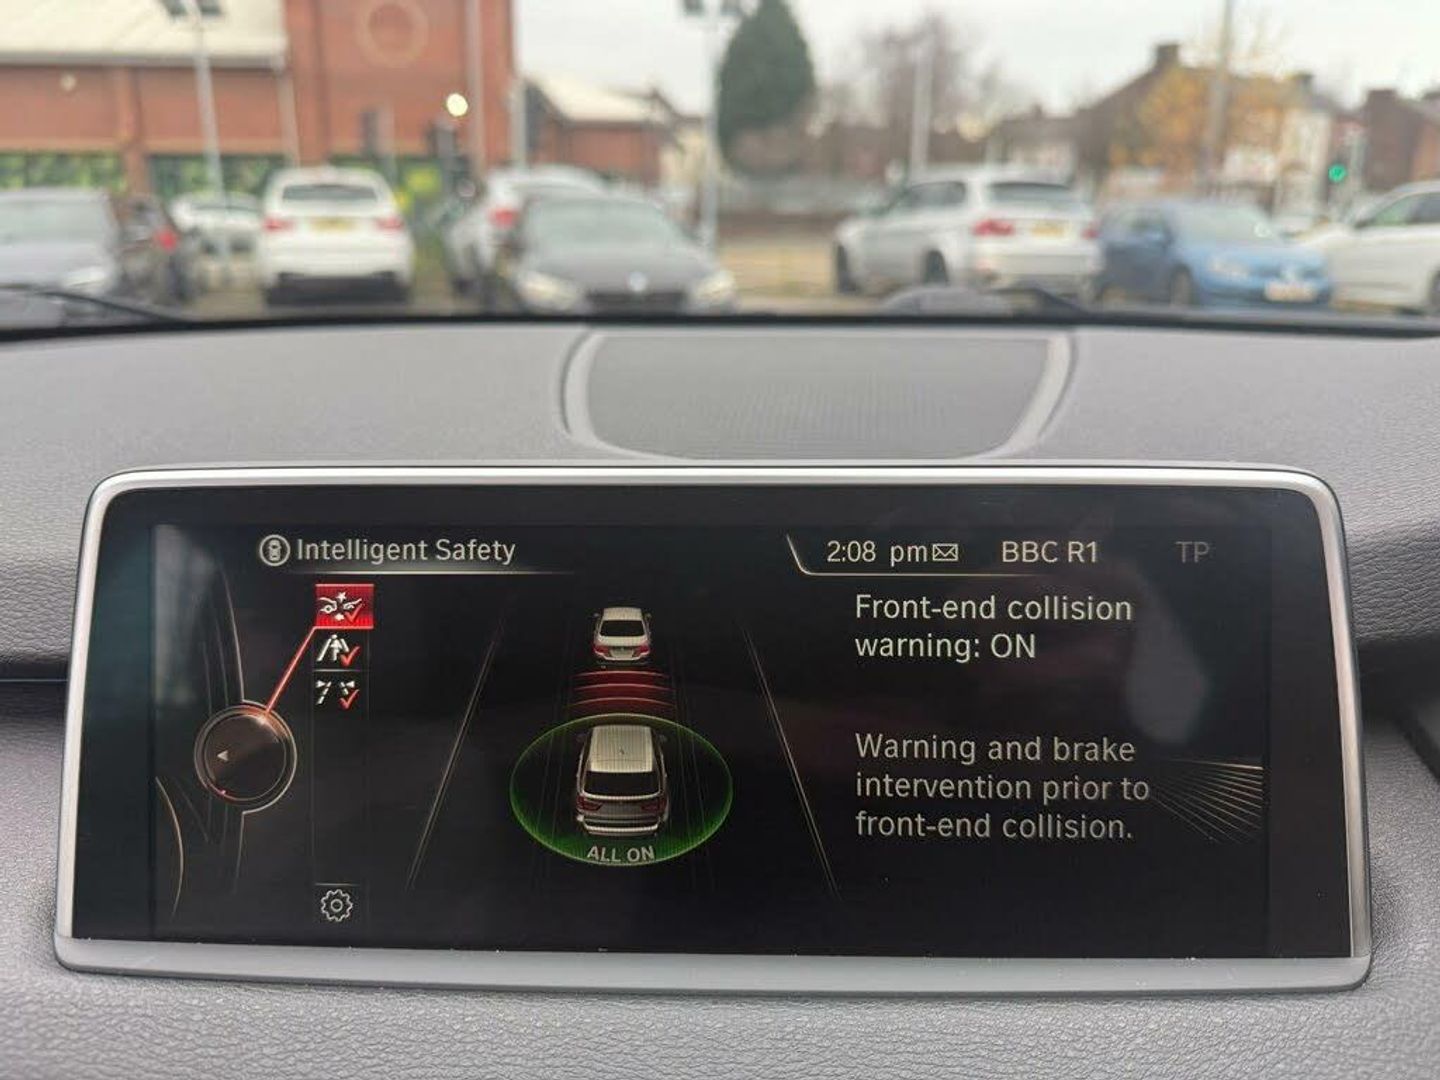 Intelligent Safety
2:08 pm BBC R1 TP
Front-end collision
warning: ON
Warning and brake
intervention prior to
front-end collision.
ALL ON